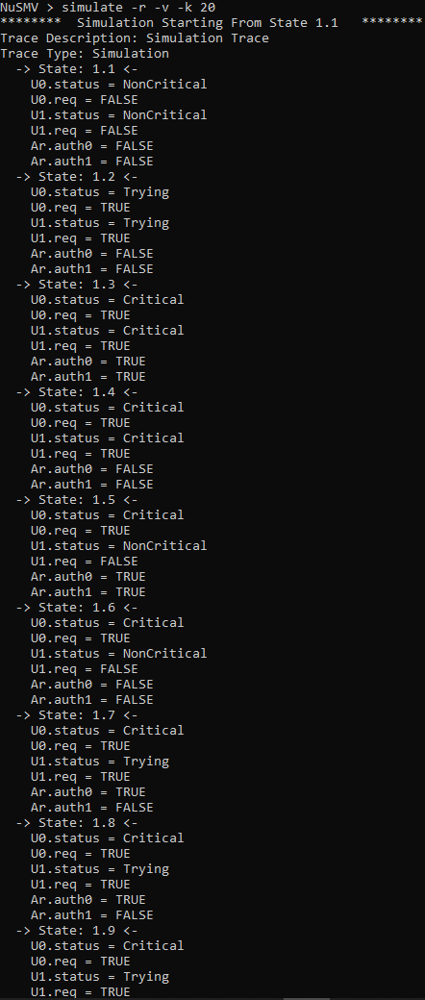 NuSMV > simulate -r -v -k 20
********  Simulation Starting From State 1.1   ********
Trace Description: Simulation Trace
Trace Type: Simulation
  -> State: 1.1 <-
    U0.status = NonCritical
    U0.req = FALSE
    U1.status = NonCritical
    U1.req = FALSE
    Ar.auth0 = FALSE
    Ar.auth1 = FALSE
  -> State: 1.2 <-
    U0.status = Trying
    U0.req = TRUE
    U1.status = Trying
    U1.req = TRUE
    Ar.auth0 = FALSE
    Ar.auth1 = FALSE
  -> State: 1.3 <-
    U0.status = Critical
    U0.req = TRUE
    U1.status = Critical
    U1.req = TRUE
    Ar.auth0 = TRUE
    Ar.auth1 = TRUE
  -> State: 1.4 <-
    U0.status = Critical
    U0.req = TRUE
    U1.status = Critical
    U1.req = TRUE
    Ar.auth0 = FALSE
    Ar.auth1 = FALSE
  -> State: 1.5 <-
    U0.status = Critical
    U0.req = TRUE
    U1.status = NonCritical
    U1.req = FALSE
    Ar.auth0 = TRUE
    Ar.auth1 = TRUE
  -> State: 1.6 <-
    U0.status = Critical
    U0.req = TRUE
    U1.status = NonCritical
    U1.req = FALSE
    Ar.auth0 = FALSE
    Ar.auth1 = FALSE
  -> State: 1.7 <-
    U0.status = Critical
    U0.req = TRUE
    U1.status = Trying
    U1.req = TRUE
    Ar.auth0 = TRUE
    Ar.auth1 = FALSE
  -> State: 1.8 <-
    U0.status = Critical
    U0.req = TRUE
    U1.status = Trying
    U1.req = TRUE
    Ar.auth0 = TRUE
    Ar.auth1 = FALSE
  -> State: 1.9 <-
    U0.status = Critical
    U0.req = TRUE
    U1.status = Trying
    U1.req = TRUE